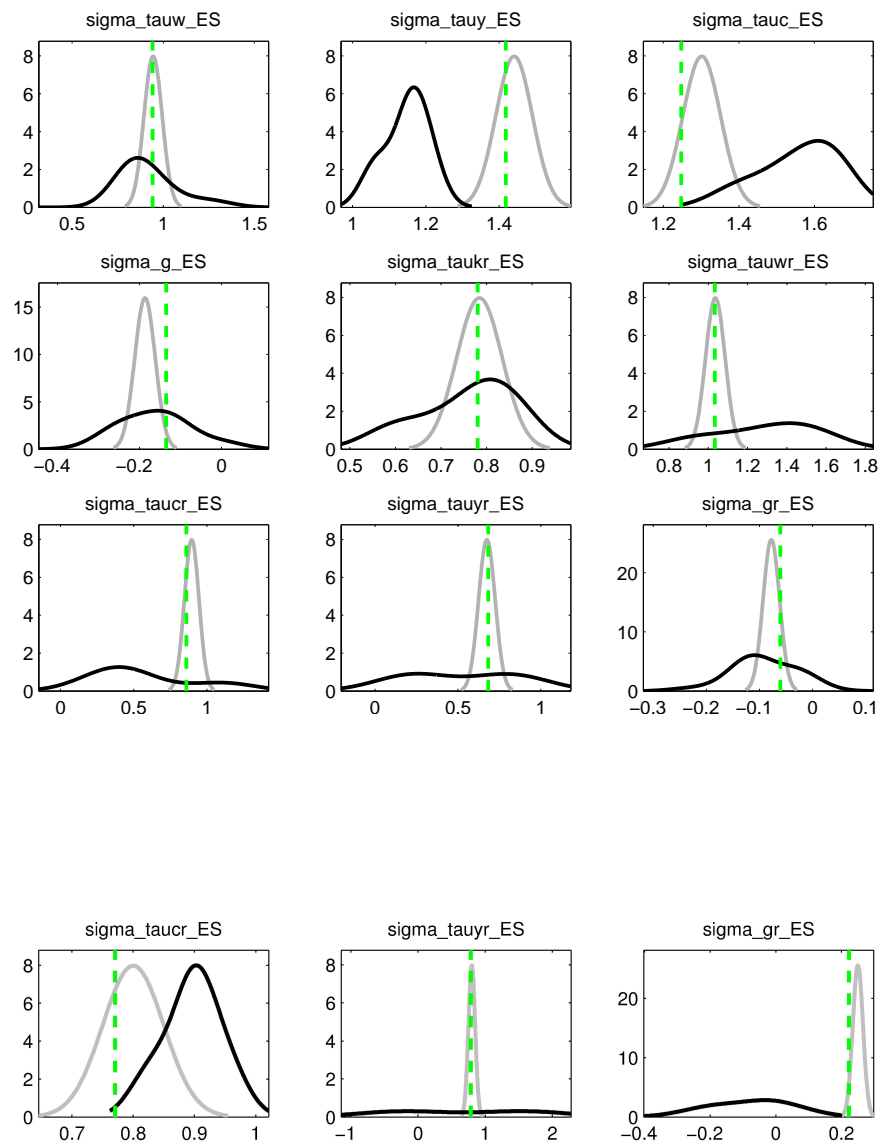 sigma_tauw_ES sigma_tauy_ES sigma_tauc_ES
8 8 8
6 6 6
4 4 4
2 2 2
0 0 0
0.5 1 1.5 1 1.2 1.4 1.2 1.4 1.6
sigma_g_ES sigma_taukr_ES sigma_tauwr_ES
15 8 8
10 6 6
5 4 4
2 2
0 0 0
−0.4 −0.2 0 0.5 0.6 0.7 0.8 0.9 0.8 1 1.2 1.4 1.6 1.8
sigma_taucr_ES sigma_tauyr_ES sigma_gr_ES
8 8
6 6 20
4 4 10
2 2
0 0 0
0 0.5 1 0 0.5 1 −0.3 −0.2 −0.1 0 0.1
sigma_taucr_ES sigma_tauyr_ES sigma_gr_ES
8 8
6 6 20
4 4 10
2 2
0 0 0
0.7 0.8 0.9 1 −1 0 1 2 −0.4 −0.2 0 0.2